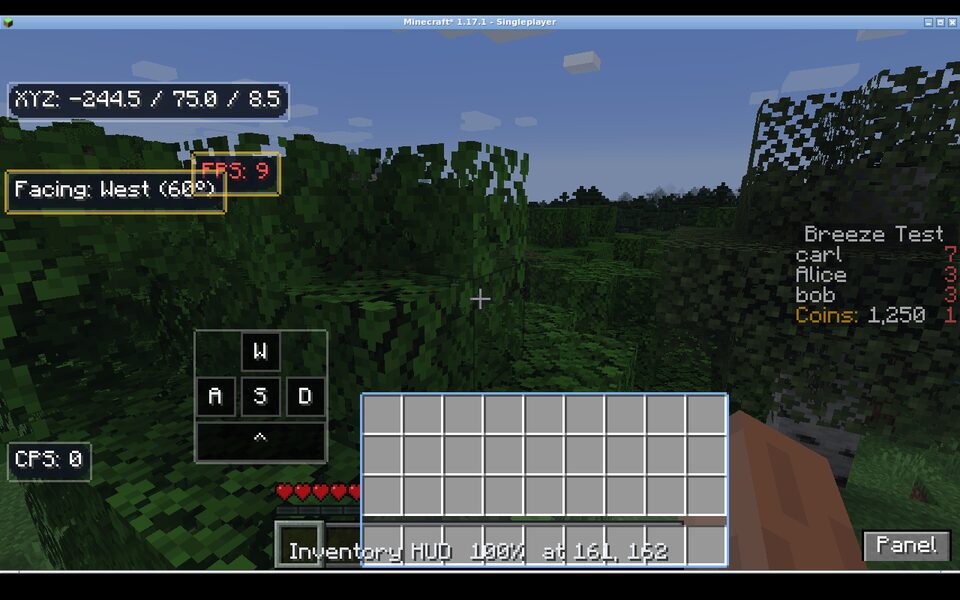 Minecraft* 1.17.1 - Singleplayer
XYZ: -244.5 / 75.0 / 8.5
FPS: 9
Facing: West (60º)
Breeze Test
carl 7
Alice 3
bob 3
Coins: 1,250 1
W
A S D
^
CPS: 0
Inventory HUD 100% at 161, 162
Panel